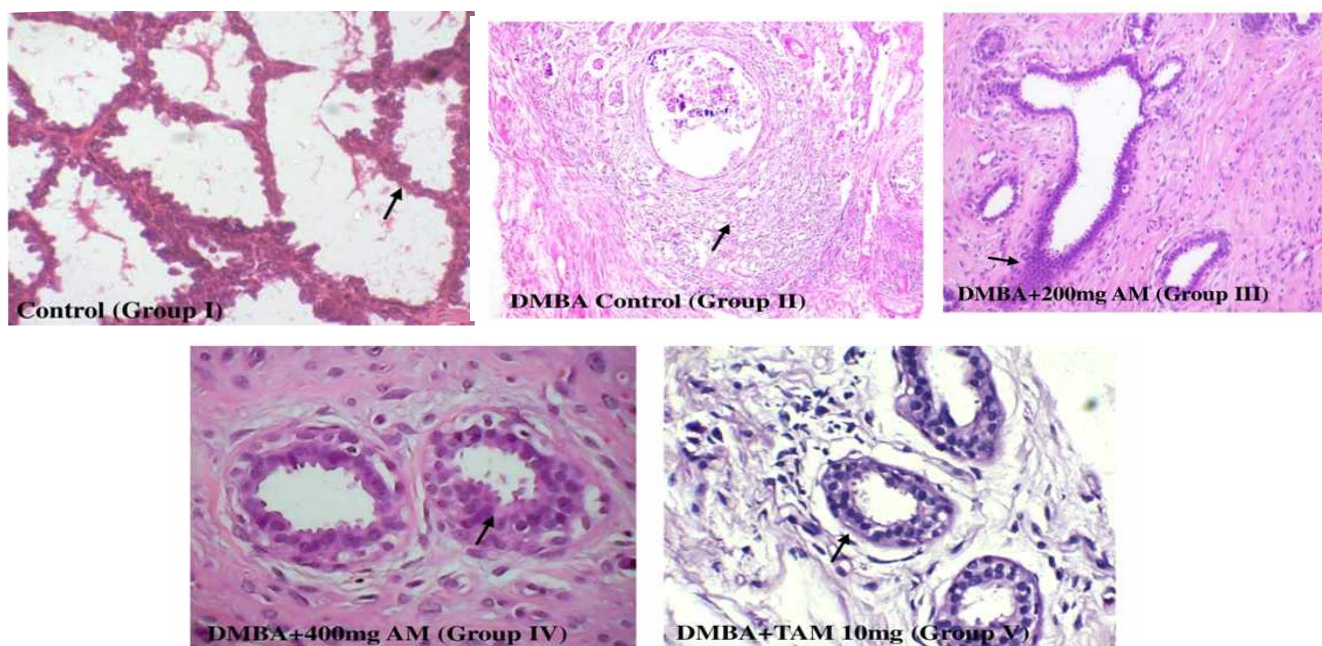 Control (Group I)
DMBA Control (Group II)
DMBA+200mg AM (Group III)
DMBA+400mg AM (Group IV)
DMBA+TAM 10mg (Group V)